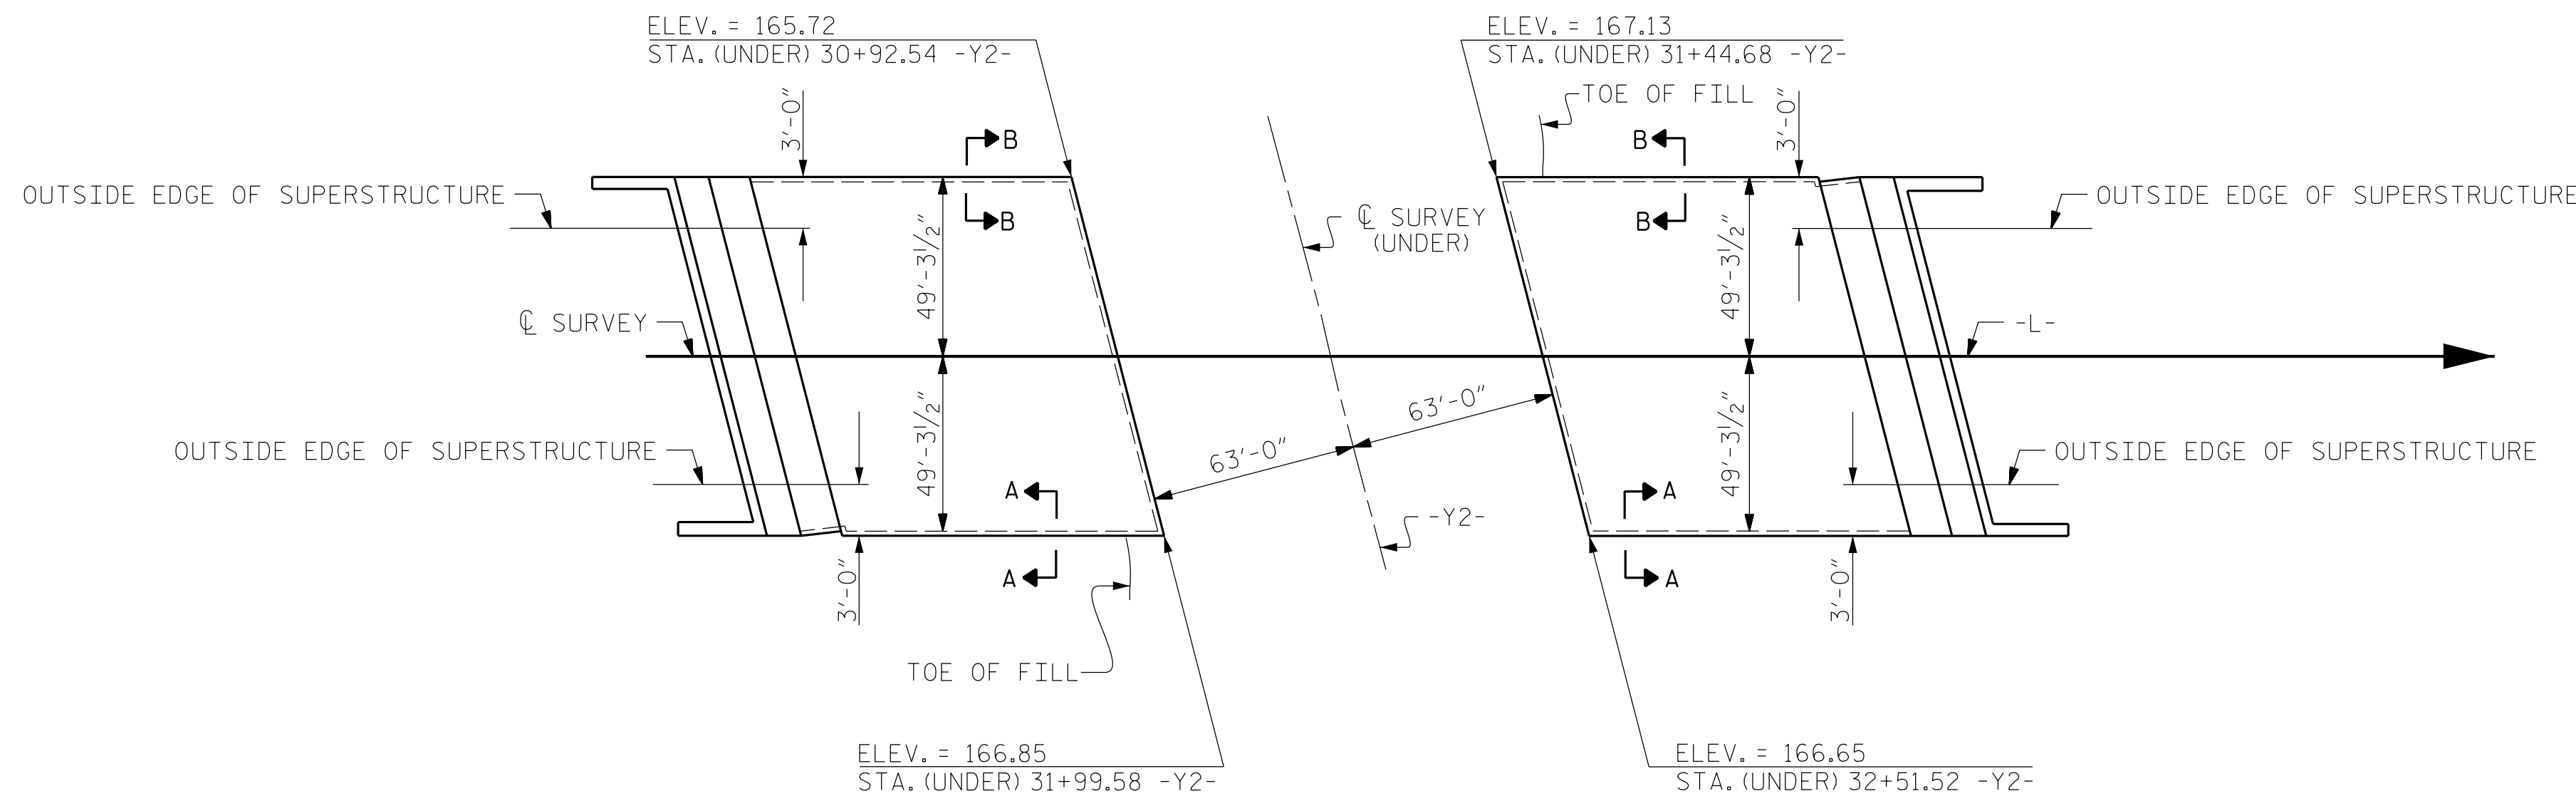 ELEV. = 165.72
STA. (UNDER) 30+92.54 -Y2-
ELEV. = 167.13
STA. (UNDER) 31+44.68 -Y2-
TOE OF FILL
3'-0"
3'-0"
B
B
OUTSIDE EDGE OF SUPERSTRUCTURE
OUTSIDE EDGE OF SUPERSTRUCTURE
B
B
℄ SURVEY
(UNDER)
49'-3½"
49'-3½"
℄ SURVEY
-L-
63'-0"
63'-0"
49'-3½"
49'-3½"
OUTSIDE EDGE OF SUPERSTRUCTURE
OUTSIDE EDGE OF SUPERSTRUCTURE
A
A
-Y2-
A
A
3'-0"
3'-0"
TOE OF FILL
ELEV. = 166.85
STA. (UNDER) 31+99.58 -Y2-
ELEV. = 166.65
STA. (UNDER) 32+51.52 -Y2-